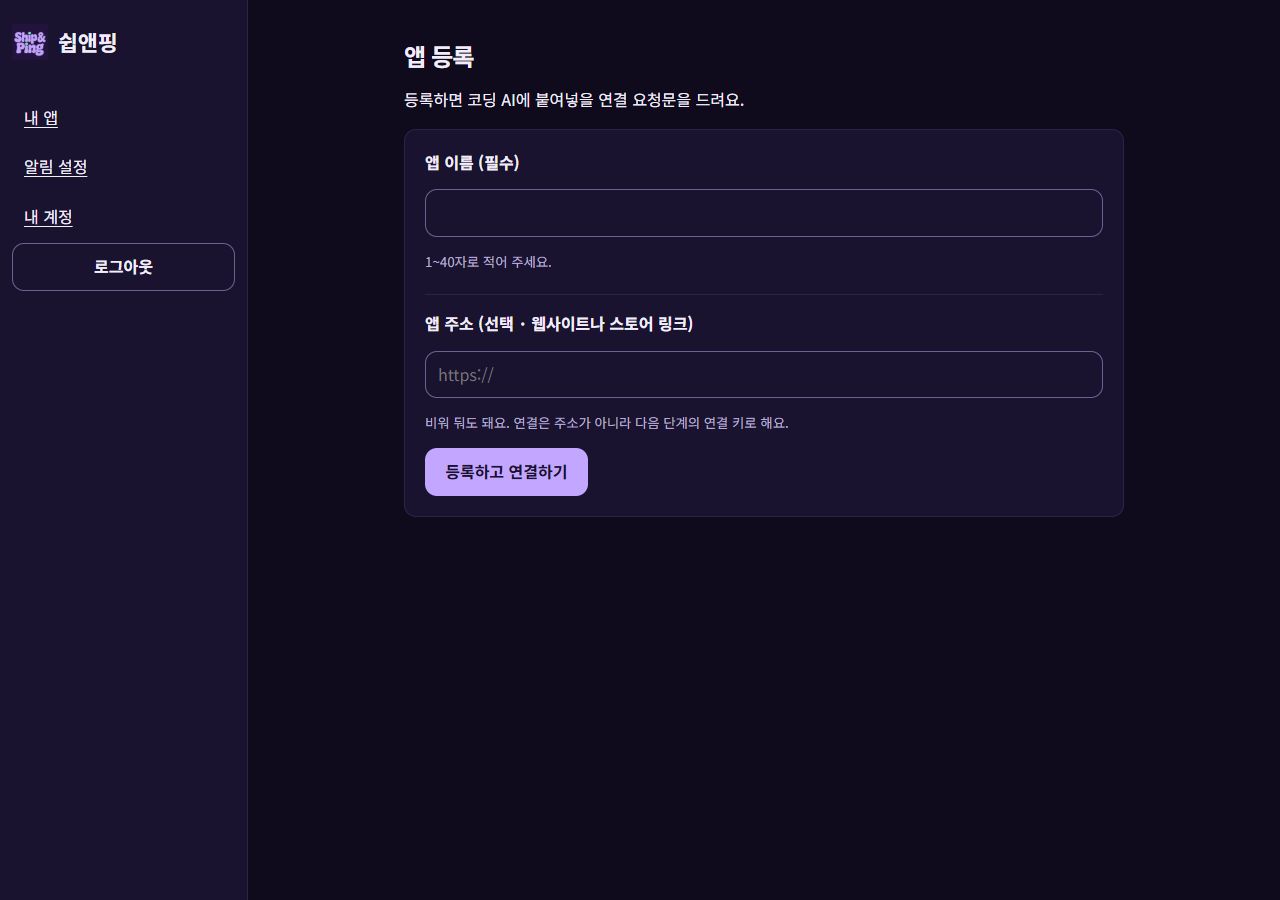 Ship&
Ping
쉽앤핑
내 앱
알림 설정
내 계정
로그아웃
앱 등록
등록하면 코딩 AI에 붙여넣을 연결 요청문을 드려요.
앱 이름 (필수)
1~40자로 적어 주세요.
앱 주소 (선택 · 웹사이트나 스토어 링크)
https://
비워 둬도 돼요. 연결은 주소가 아니라 다음 단계의 연결 키로 해요.
등록하고 연결하기